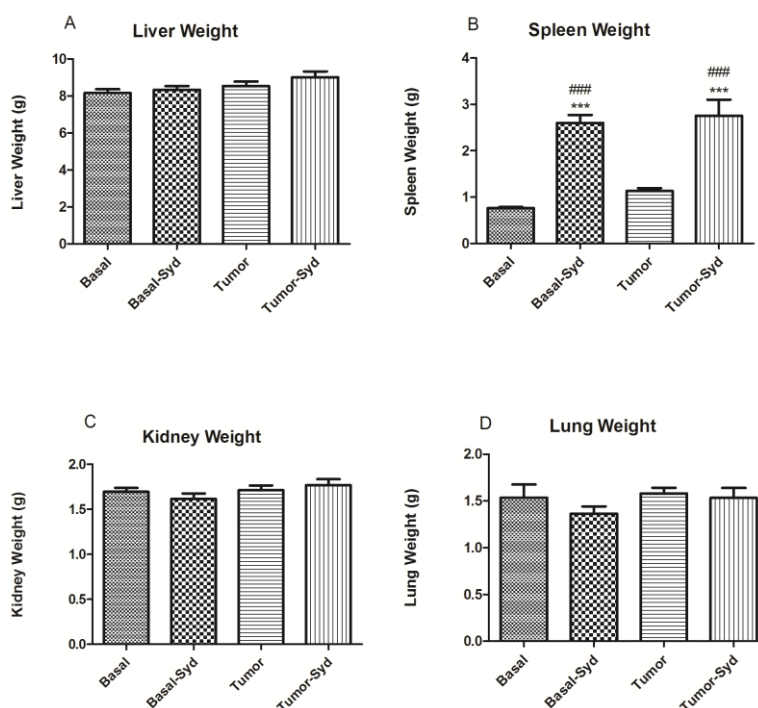 A
Liver Weight
Liver Weight (g)
10
8
6
4
2
0
Basal
Basal-Syd
Tumor
Tumor-Syd
B
Spleen Weight
Spleen Weight (g)
4
3
2
1
0
###
***
###
***
Basal
Basal-Syd
Tumor
Tumor-Syd
C
Kidney Weight
Kidney Weight (g)
2.0
1.5
1.0
0.5
0.0
Basal
Basal-Syd
Tumor
Tumor-Syd
D
Lung Weight
Lung Weight (g)
2.0
1.5
1.0
0.5
0.0
Basal
Basal-Syd
Tumor
Tumor-Syd